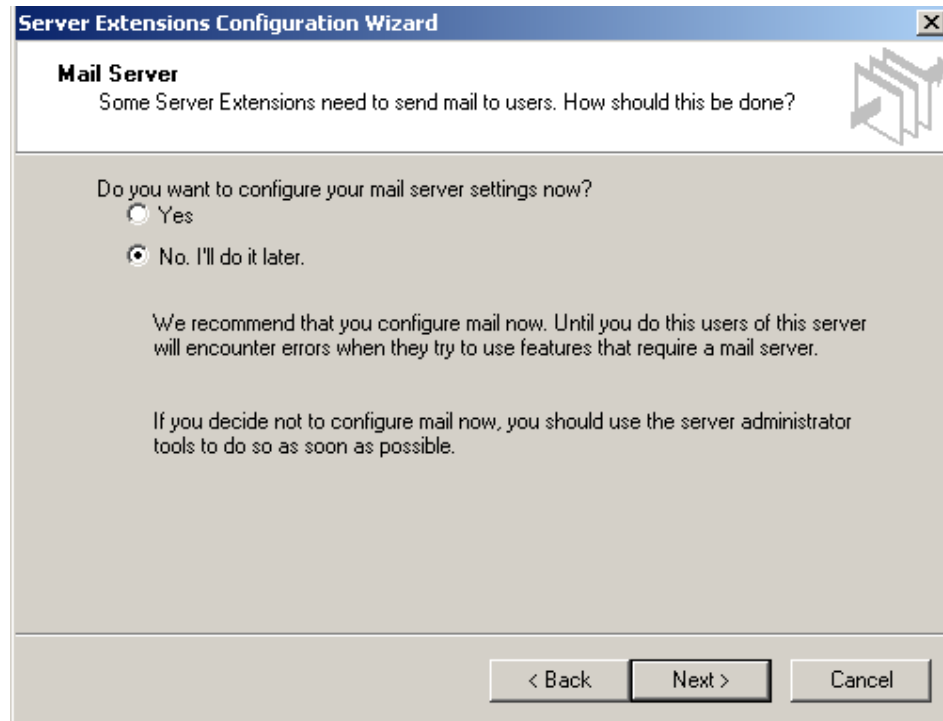 Server Extensions Configuration Wizard
Mail Server
Some Server Extensions need to send mail to users. How should this be done?
Do you want to configure your mail server settings now?
Yes
No. I'll do it later.
We recommend that you configure mail now. Until you do this users of this server
will encounter errors when they try to use features that require a mail server.
If you decide not to configure mail now, you should use the server administrator
tools to do so as soon as possible.
< Back Next > Cancel